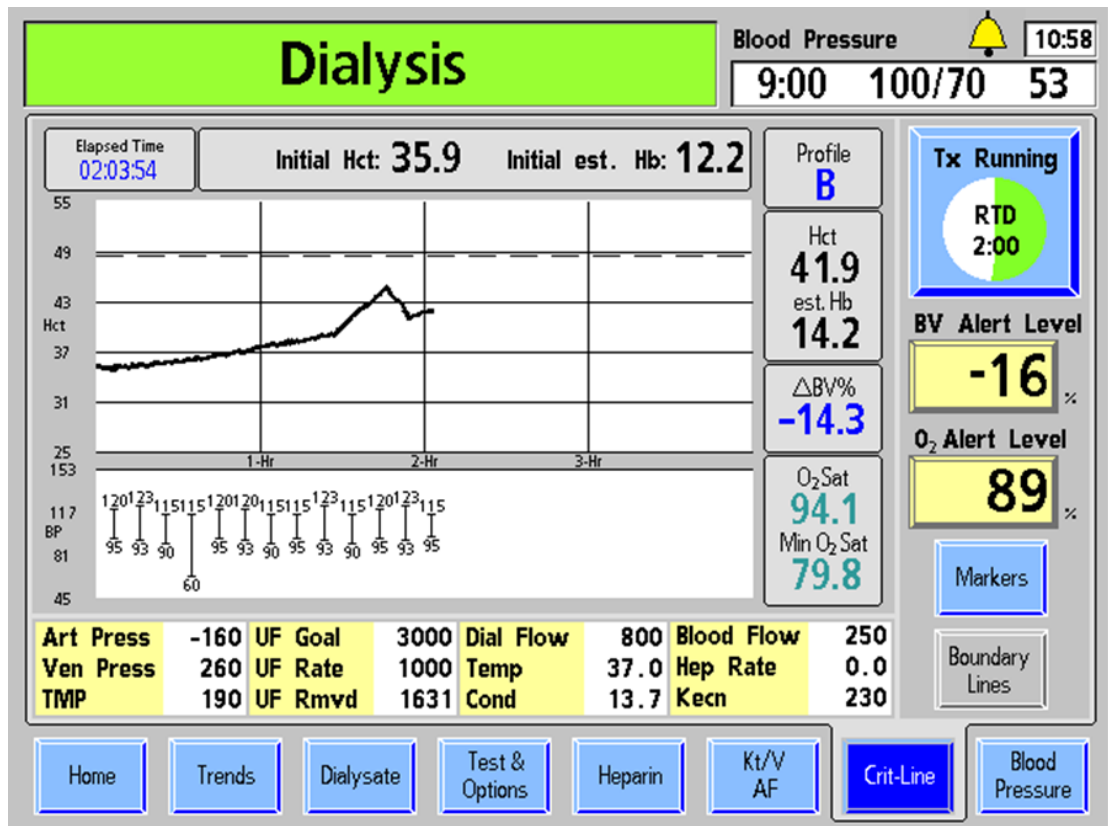 Dialysis
Blood Pressure
10:58
9:00 100/70 53
Elapsed Time
02:03:54
Initial Hct: 35.9 Initial est. Hb: 12.2
Profile
B
Tx Running
RTD
2:00
55
49
43
Hct
37
31
25
1-Hr 2-Hr 3-Hr
Hct
41.9
est. Hb
14.2
△BV%
-14.3
O2Sat
94.1
Min O2 Sat
79.8
BV Alert Level
-16 %
O2 Alert Level
89 %
Markers
Boundary
Lines
153
117
BP
81
45
120 123 115 115 120 120 115 115 123 115 120 123 115
95 93 90 60 95 93 90 95 93 90 95 93 95
Art Press -160 UF Goal 3000 Dial Flow 800 Blood Flow 250
Ven Press 260 UF Rate 1000 Temp 37.0 Hep Rate 0.0
TMP 190 UF Rmvd 1631 Cond 13.7 Kecn 230
Home
Trends
Dialysate
Test &
Options
Heparin
Kt/V
AF
Crit-Line
Blood
Pressure